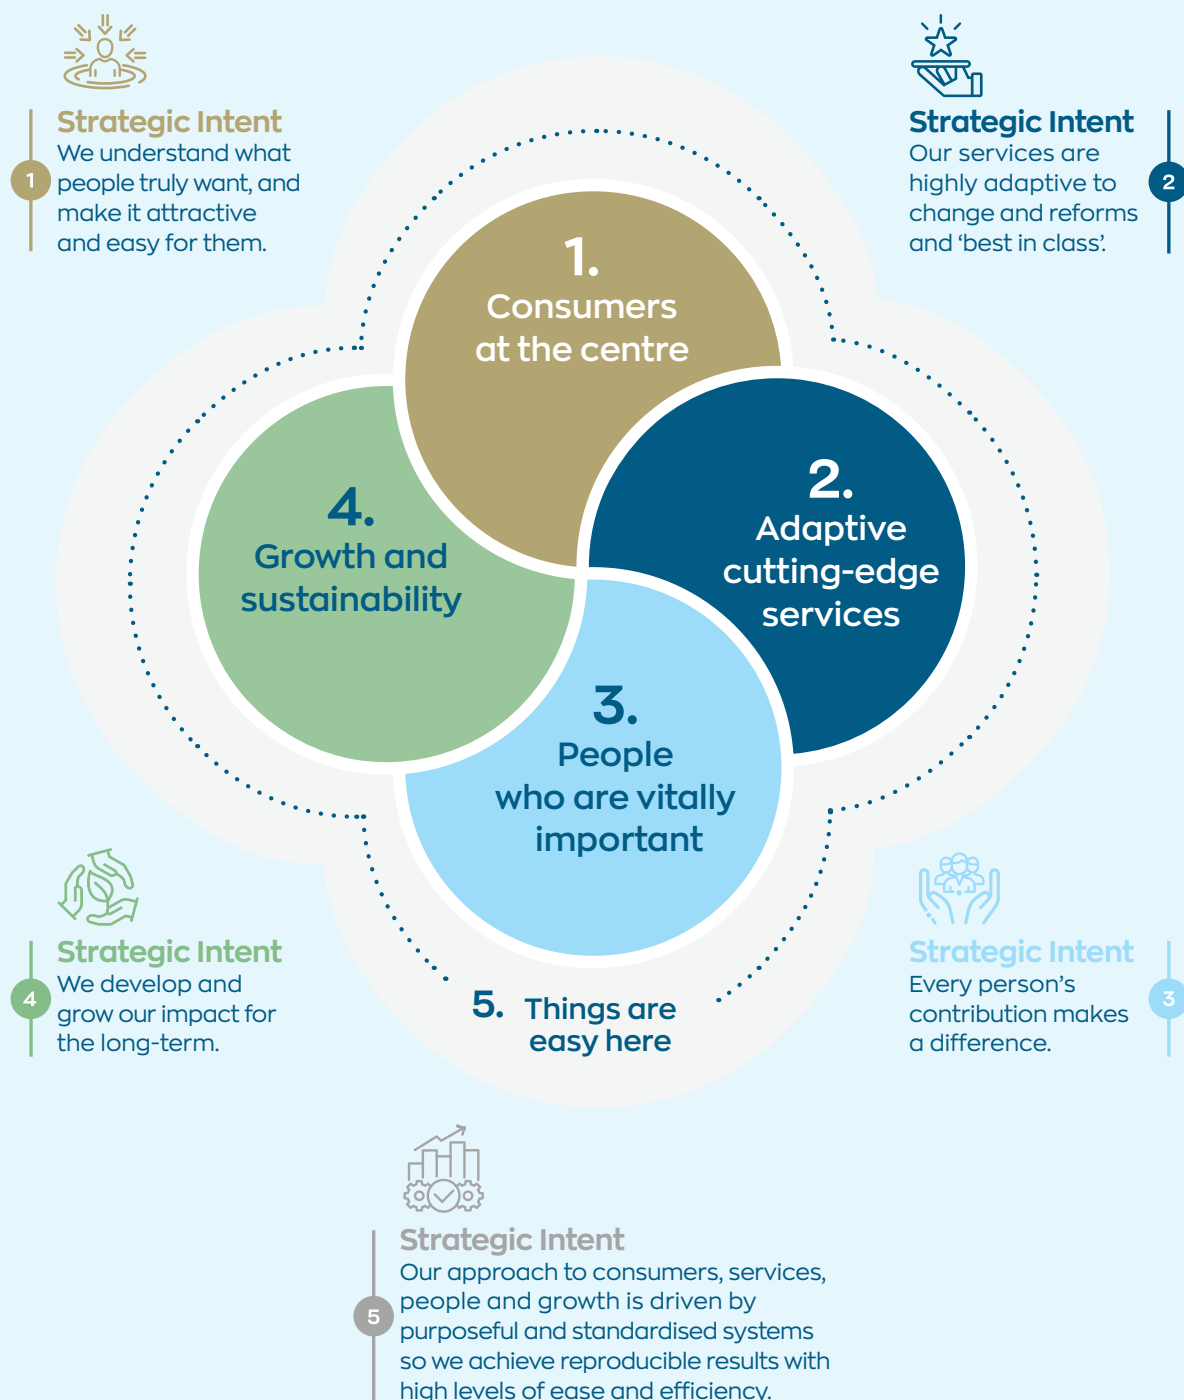 Strategic Intent
1
We understand what
people truly want, and
make it attractive
and easy for them.
Strategic Intent
2
Our services are
highly adaptive to
change and reforms
and ‘best in class’.
1.
Consumers
at the centre
2.
Adaptive
cutting-edge
services
3.
People
who are vitally
important
4.
Growth and
sustainability
5. Things are
easy here
Strategic Intent
4
We develop and
grow our impact for
the long-term.
Strategic Intent
3
Every person’s
contribution makes
a difference.
Strategic Intent
5
Our approach to consumers, services,
people and growth is driven by
purposeful and standardised systems
so we achieve reproducible results with
high levels of ease and efficiency.